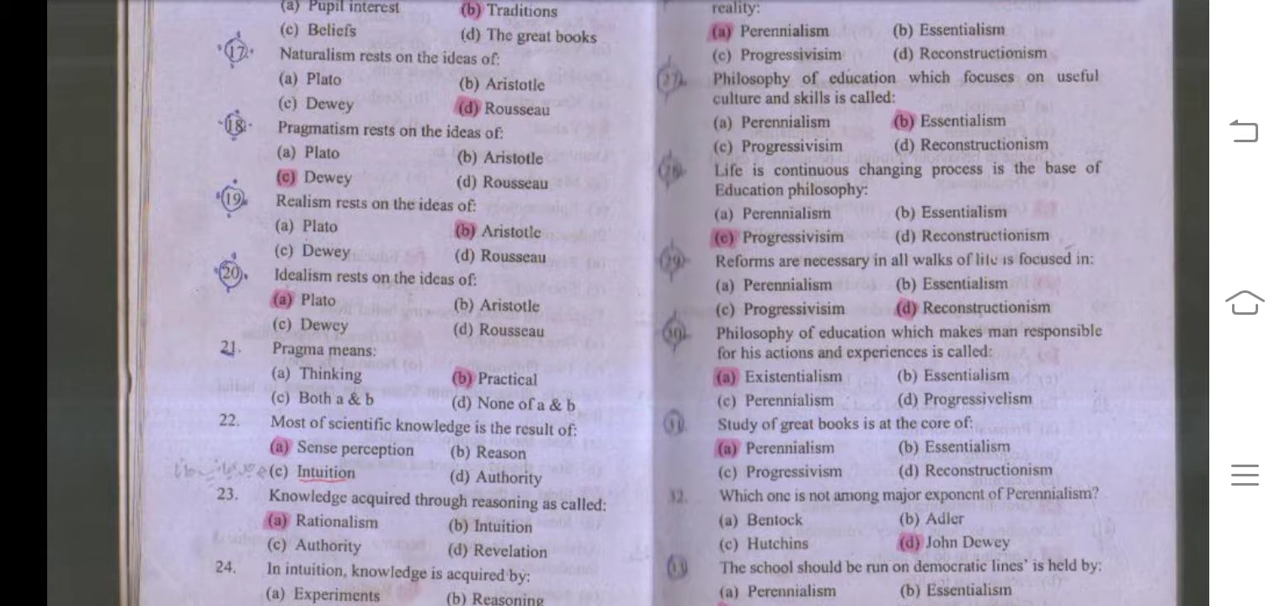 (a) Pupil interest (b) Traditions
(c) Beliefs (d) The great books
17. Naturalism rests on the ideas of:
(a) Plato (b) Aristotle
(c) Dewey (d) Rousseau
18. Pragmatism rests on the ideas of:
(a) Plato (b) Aristotle
(c) Dewey (d) Rousseau
19. Realism rests on the ideas of:
(a) Plato (b) Aristotle
(c) Dewey (d) Rousseau
20. Idealism rests on the ideas of:
(a) Plato (b) Aristotle
(c) Dewey (d) Rousseau
21. Pragma means:
(a) Thinking (b) Practical
(c) Both a & b (d) None of a & b
22. Most of scientific knowledge is the result of:
(a) Sense perception (b) Reason
(c) Intuition (d) Authority
23. Knowledge acquired through reasoning as called:
(a) Rationalism (b) Intuition
(c) Authority (d) Revelation
24. In intuition, knowledge is acquired by:
(a) Experiments (b) Reasoning
reality:
(a) Perennialism (b) Essentialism
(c) Progressivisim (d) Reconstructionism
27. Philosophy of education which focuses on useful
culture and skills is called:
(a) Perennialism (b) Essentialism
(c) Progressivisim (d) Reconstructionism
28. Life is continuous changing process is the base of
Education philosophy:
(a) Perennialism (b) Essentialism
(c) Progressivisim (d) Reconstructionism
29. Reforms are necessary in all walks of life is focused in:
(a) Perennialism (b) Essentialism
(c) Progressivisim (d) Reconstructionism
30. Philosophy of education which makes man responsible
for his actions and experiences is called:
(a) Existentialism (b) Essentialism
(c) Perennialism (d) Progressivelism
31. Study of great books is at the core of:
(a) Perennialism (b) Essentialism
(c) Progressivism (d) Reconstructionism
32. Which one is not among major exponent of Perennialism?
(a) Bentock (b) Adler
(c) Hutchins (d) John Dewey
33 The school should be run on democratic lines' is held by:
(a) Perennialism (b) Essentialism